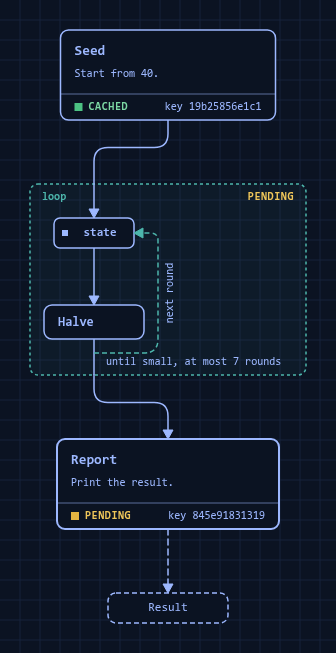 Seed
Start from 40.
CACHED key 19b25856e1c1
loop PENDING
state
next round
Halve
until small, at most 7 rounds
Report
Print the result.
PENDING key 845e91831319
Result